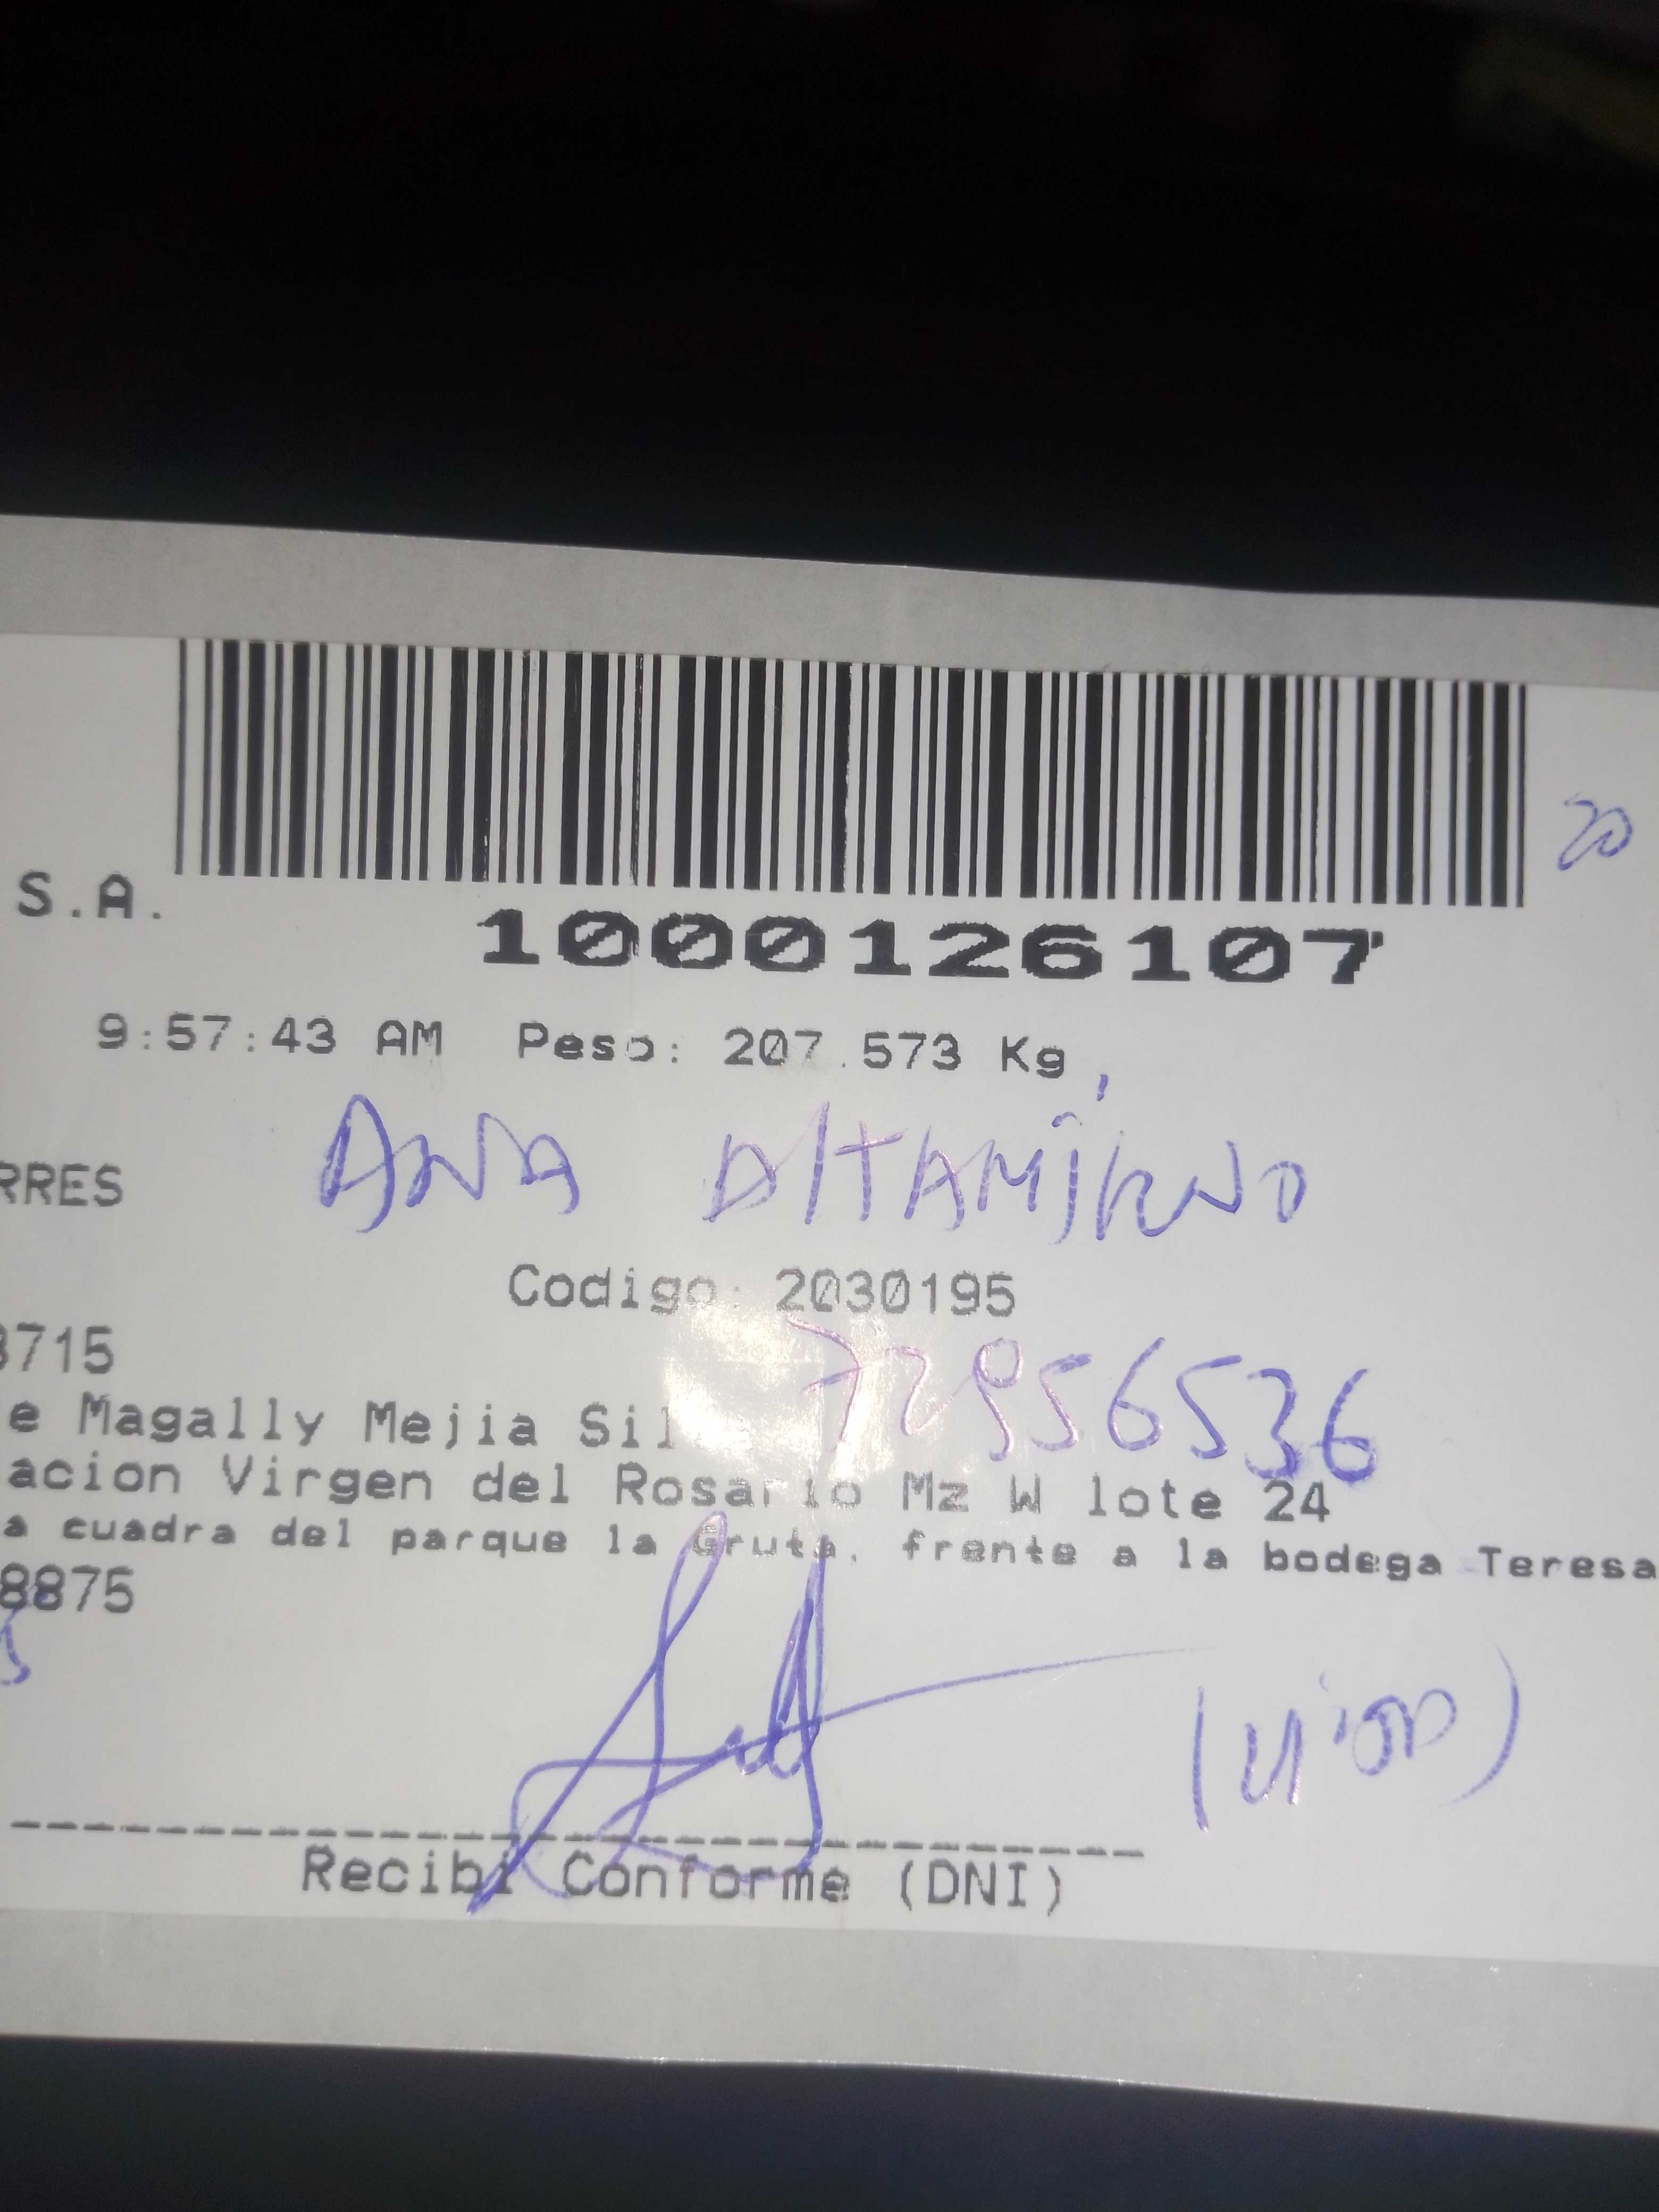 20
S.A.
1000126107
9:57:43 AM Peso: 207.573 Kg
RRES ANA AltAMiRNO
Codigo: 2030195
3715
72956536
e Magally Mejia Sil
acion Virgen del Rosario Mz W lote 24
a cuadra del parque la Gruta, frente a la bodega Teresa
8875
Recibi Conforme (DNI)